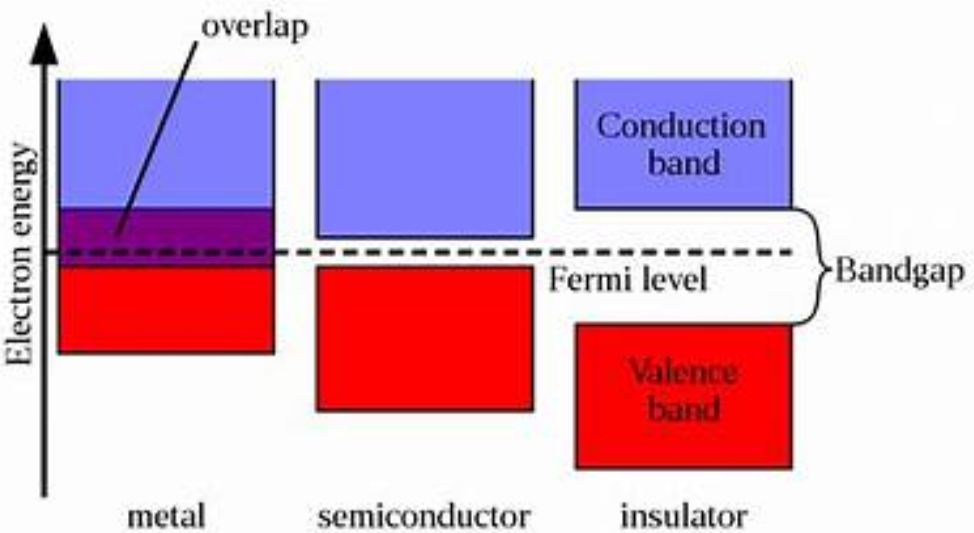 overlap
Electron energy
Conduction
band
Fermi level
Bandgap
Valence
band
metal
semiconductor
insulator